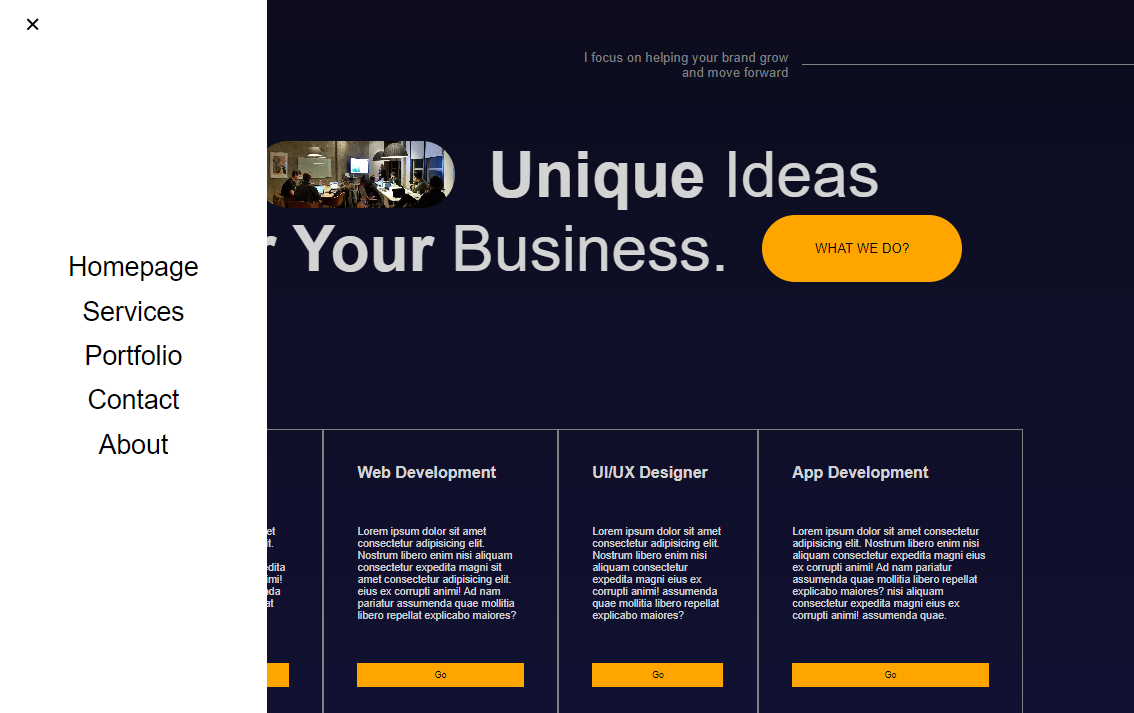 I focus on helping your brand grow
and move forward
Unique Ideas
Your Business.
WHAT WE DO?
Homepage
Services
Portfolio
Contact
About
Web Development
Lorem ipsum dolor sit amet
consectetur adipisicing elit.
Nostrum libero enim nisi aliquam
consectetur expedita magni sit
amet consectetur adipisicing elit.
eius ex corrupti animi! Ad nam
pariatur assumenda quae mollitia
libero repellat explicabo maiores?
Go
UI/UX Designer
Lorem ipsum dolor sit amet
consectetur adipisicing elit.
Nostrum libero enim nisi
aliquam consectetur
expedita magni eius ex
corrupti animi! assumenda
quae mollitia libero repellat
explicabo maiores?
Go
App Development
Lorem ipsum dolor sit amet consectetur
adipisicing elit. Nostrum libero enim nisi
aliquam consectetur expedita magni eius
ex corrupti animi! Ad nam pariatur
assumenda quae mollitia libero repellat
explicabo maiores? nisi aliquam
consectetur expedita magni eius ex
corrupti animi! assumenda quae.
Go